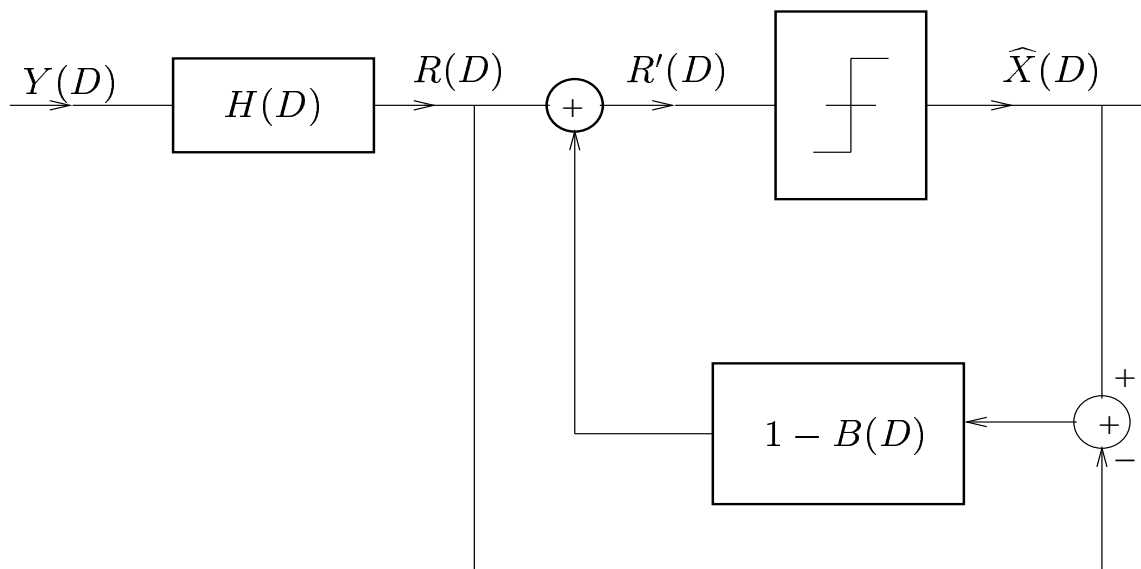 Y(D)
H(D)
R(D)
+
R′(D)
X̂(D)
1 − B(D)
+
+
−